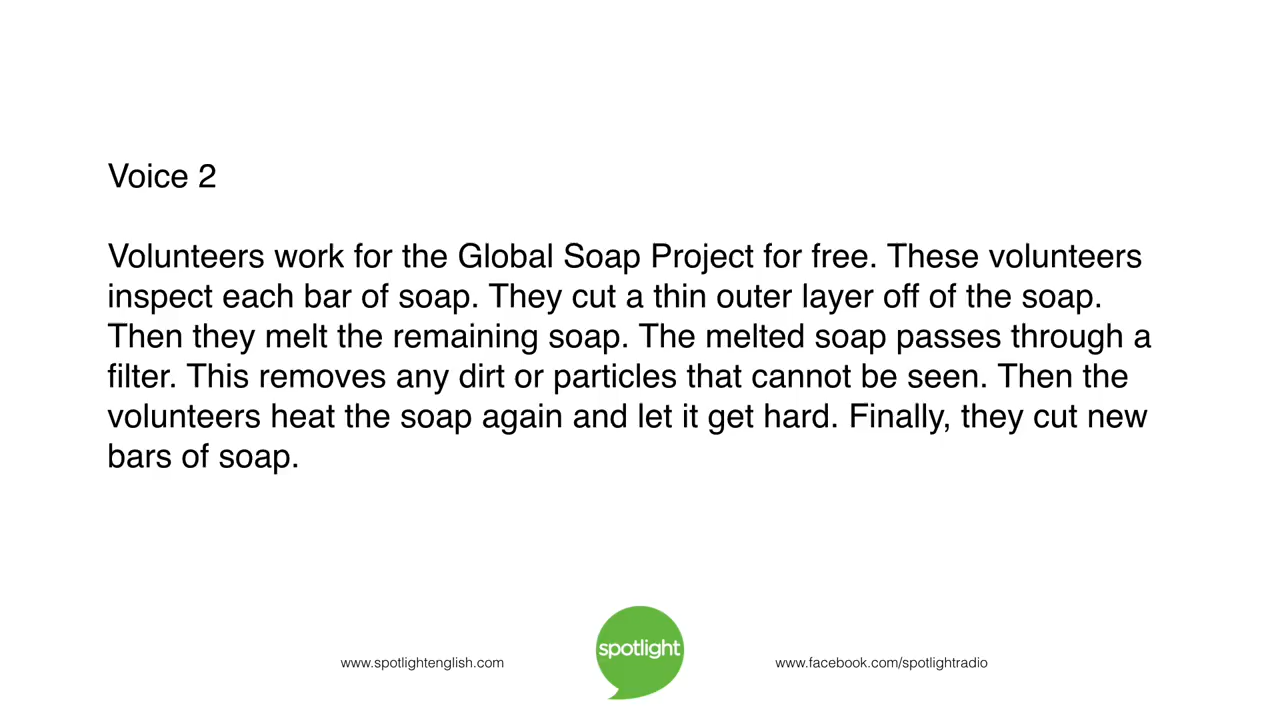 Voice 2
Volunteers work for the Global Soap Project for free. These volunteers
inspect each bar of soap. They cut a thin outer layer off of the soap.
Then they melt the remaining soap. The melted soap passes through a
filter. This removes any dirt or particles that cannot be seen. Then the
volunteers heat the soap again and let it get hard. Finally, they cut new
bars of soap.
www.spotlightenglish.com
spotlight
www.facebook.com/spotlightradio